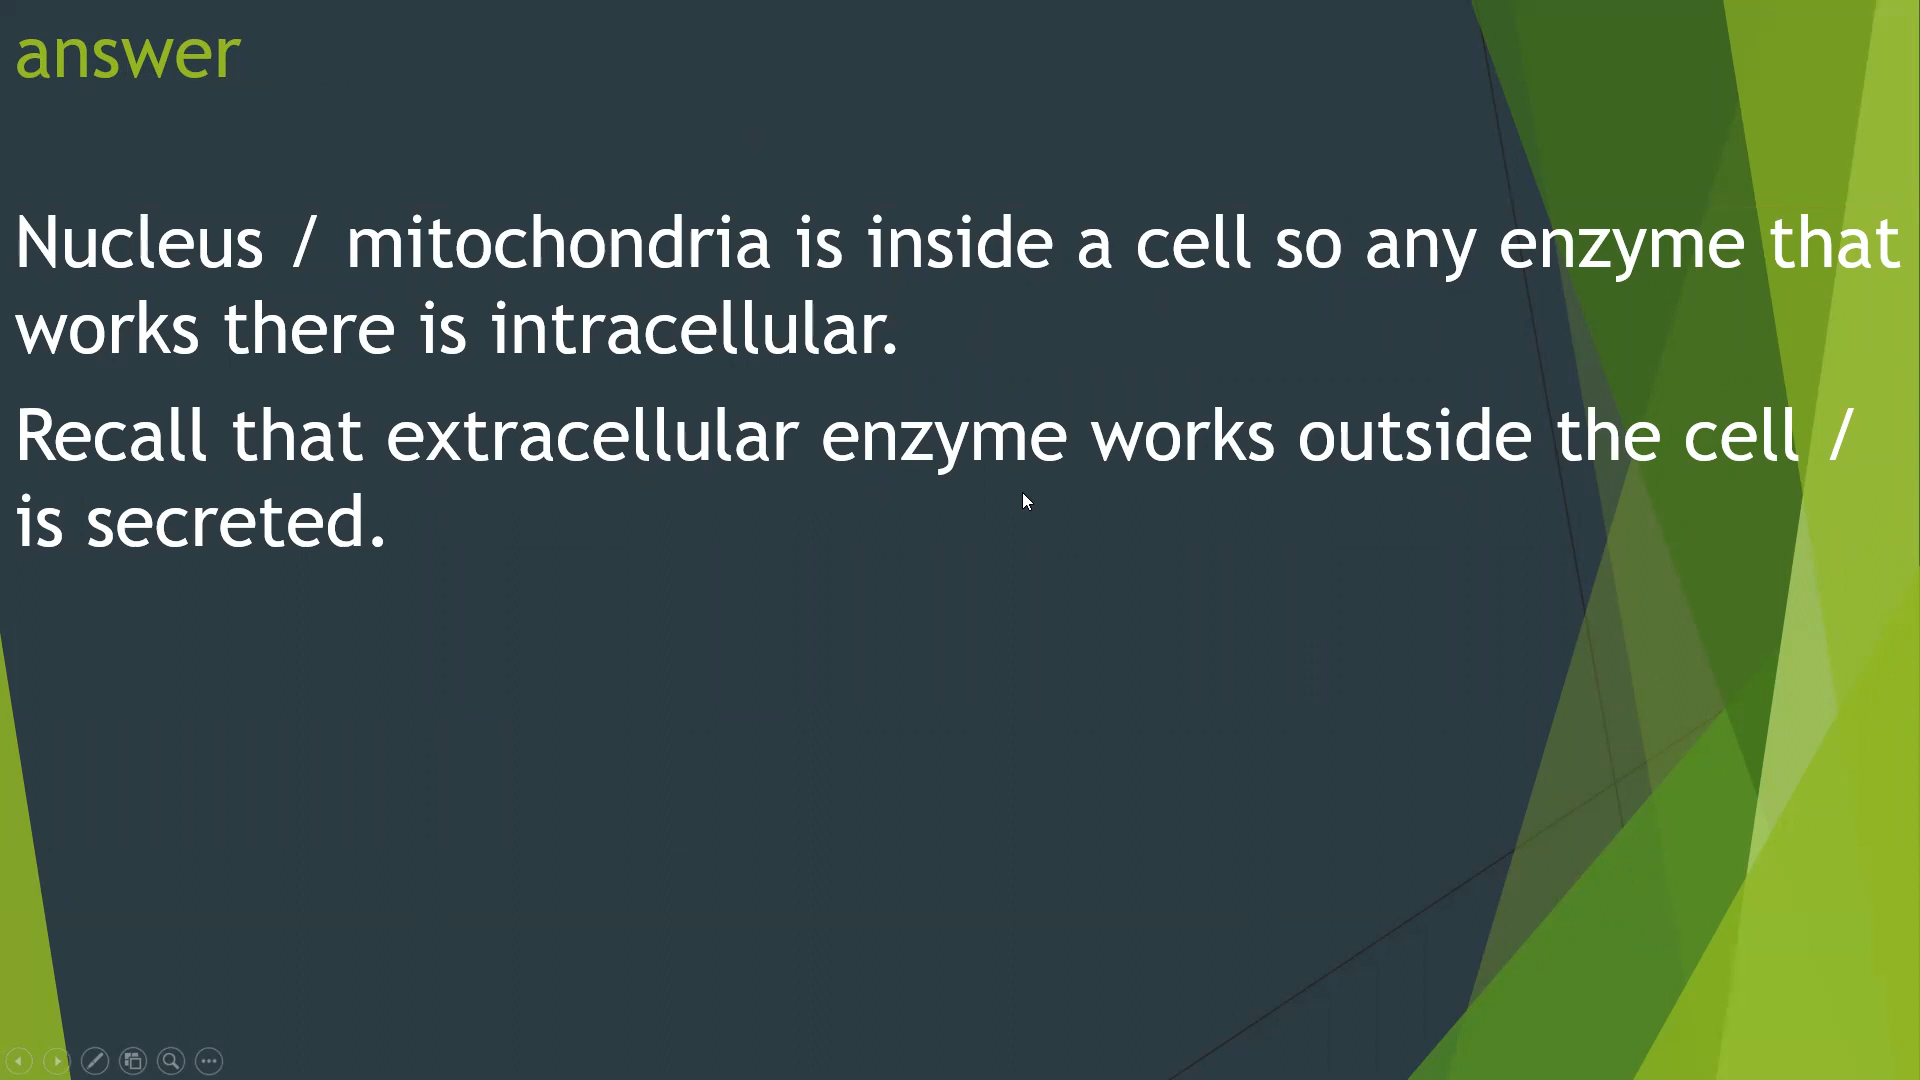 answer
Nucleus / mitochondria is inside a cell so any enzyme that
works there is intracellular.
Recall that extracellular enzyme works outside the cell /
is secreted.